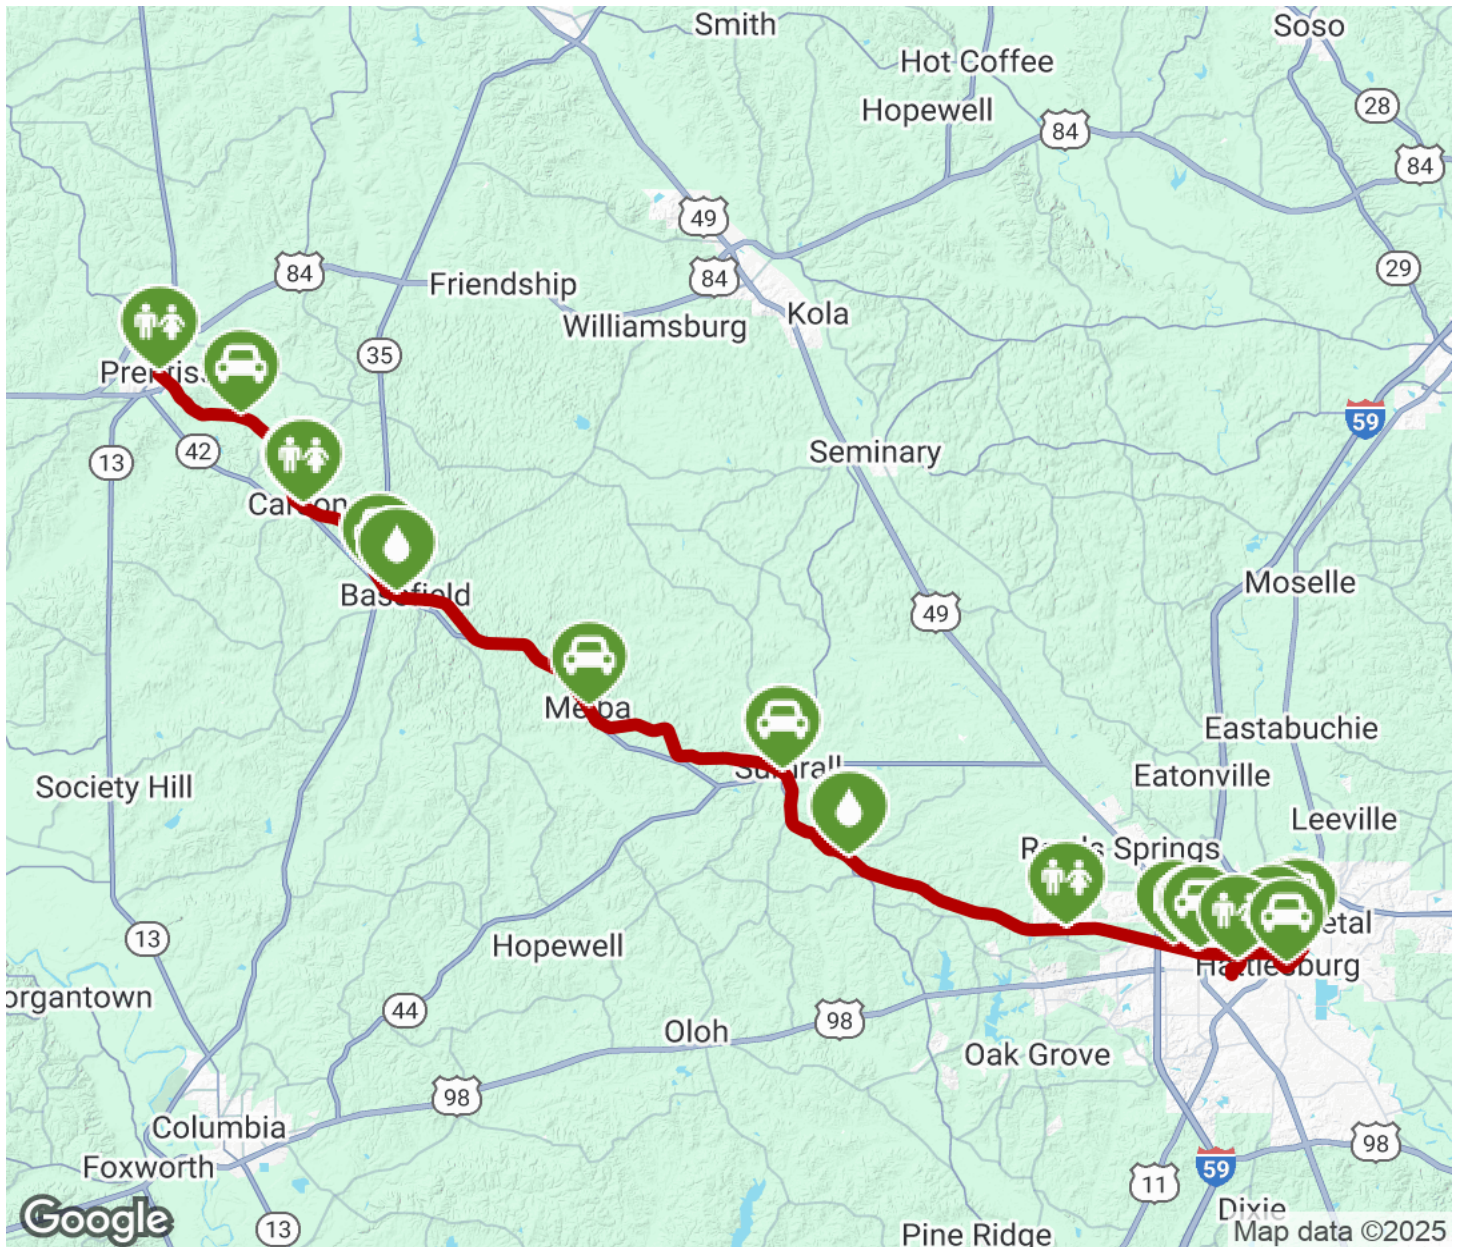 Smith
Soso
Hot Coffee
Hopewell
28
84
84
49
84
29
84
Friendship
Kola
Williamsburg
35
59
13
42
Seminary
Moselle
49
Eastabuchie
Eatonville
Society Hill
Leeville
Springs
13
Hopewell
44
98
Oloh
Oak Grove
98
Columbia
Foxworth
98
59
11
13
Dixie
Pine Ridge
Google
Map data ©2025